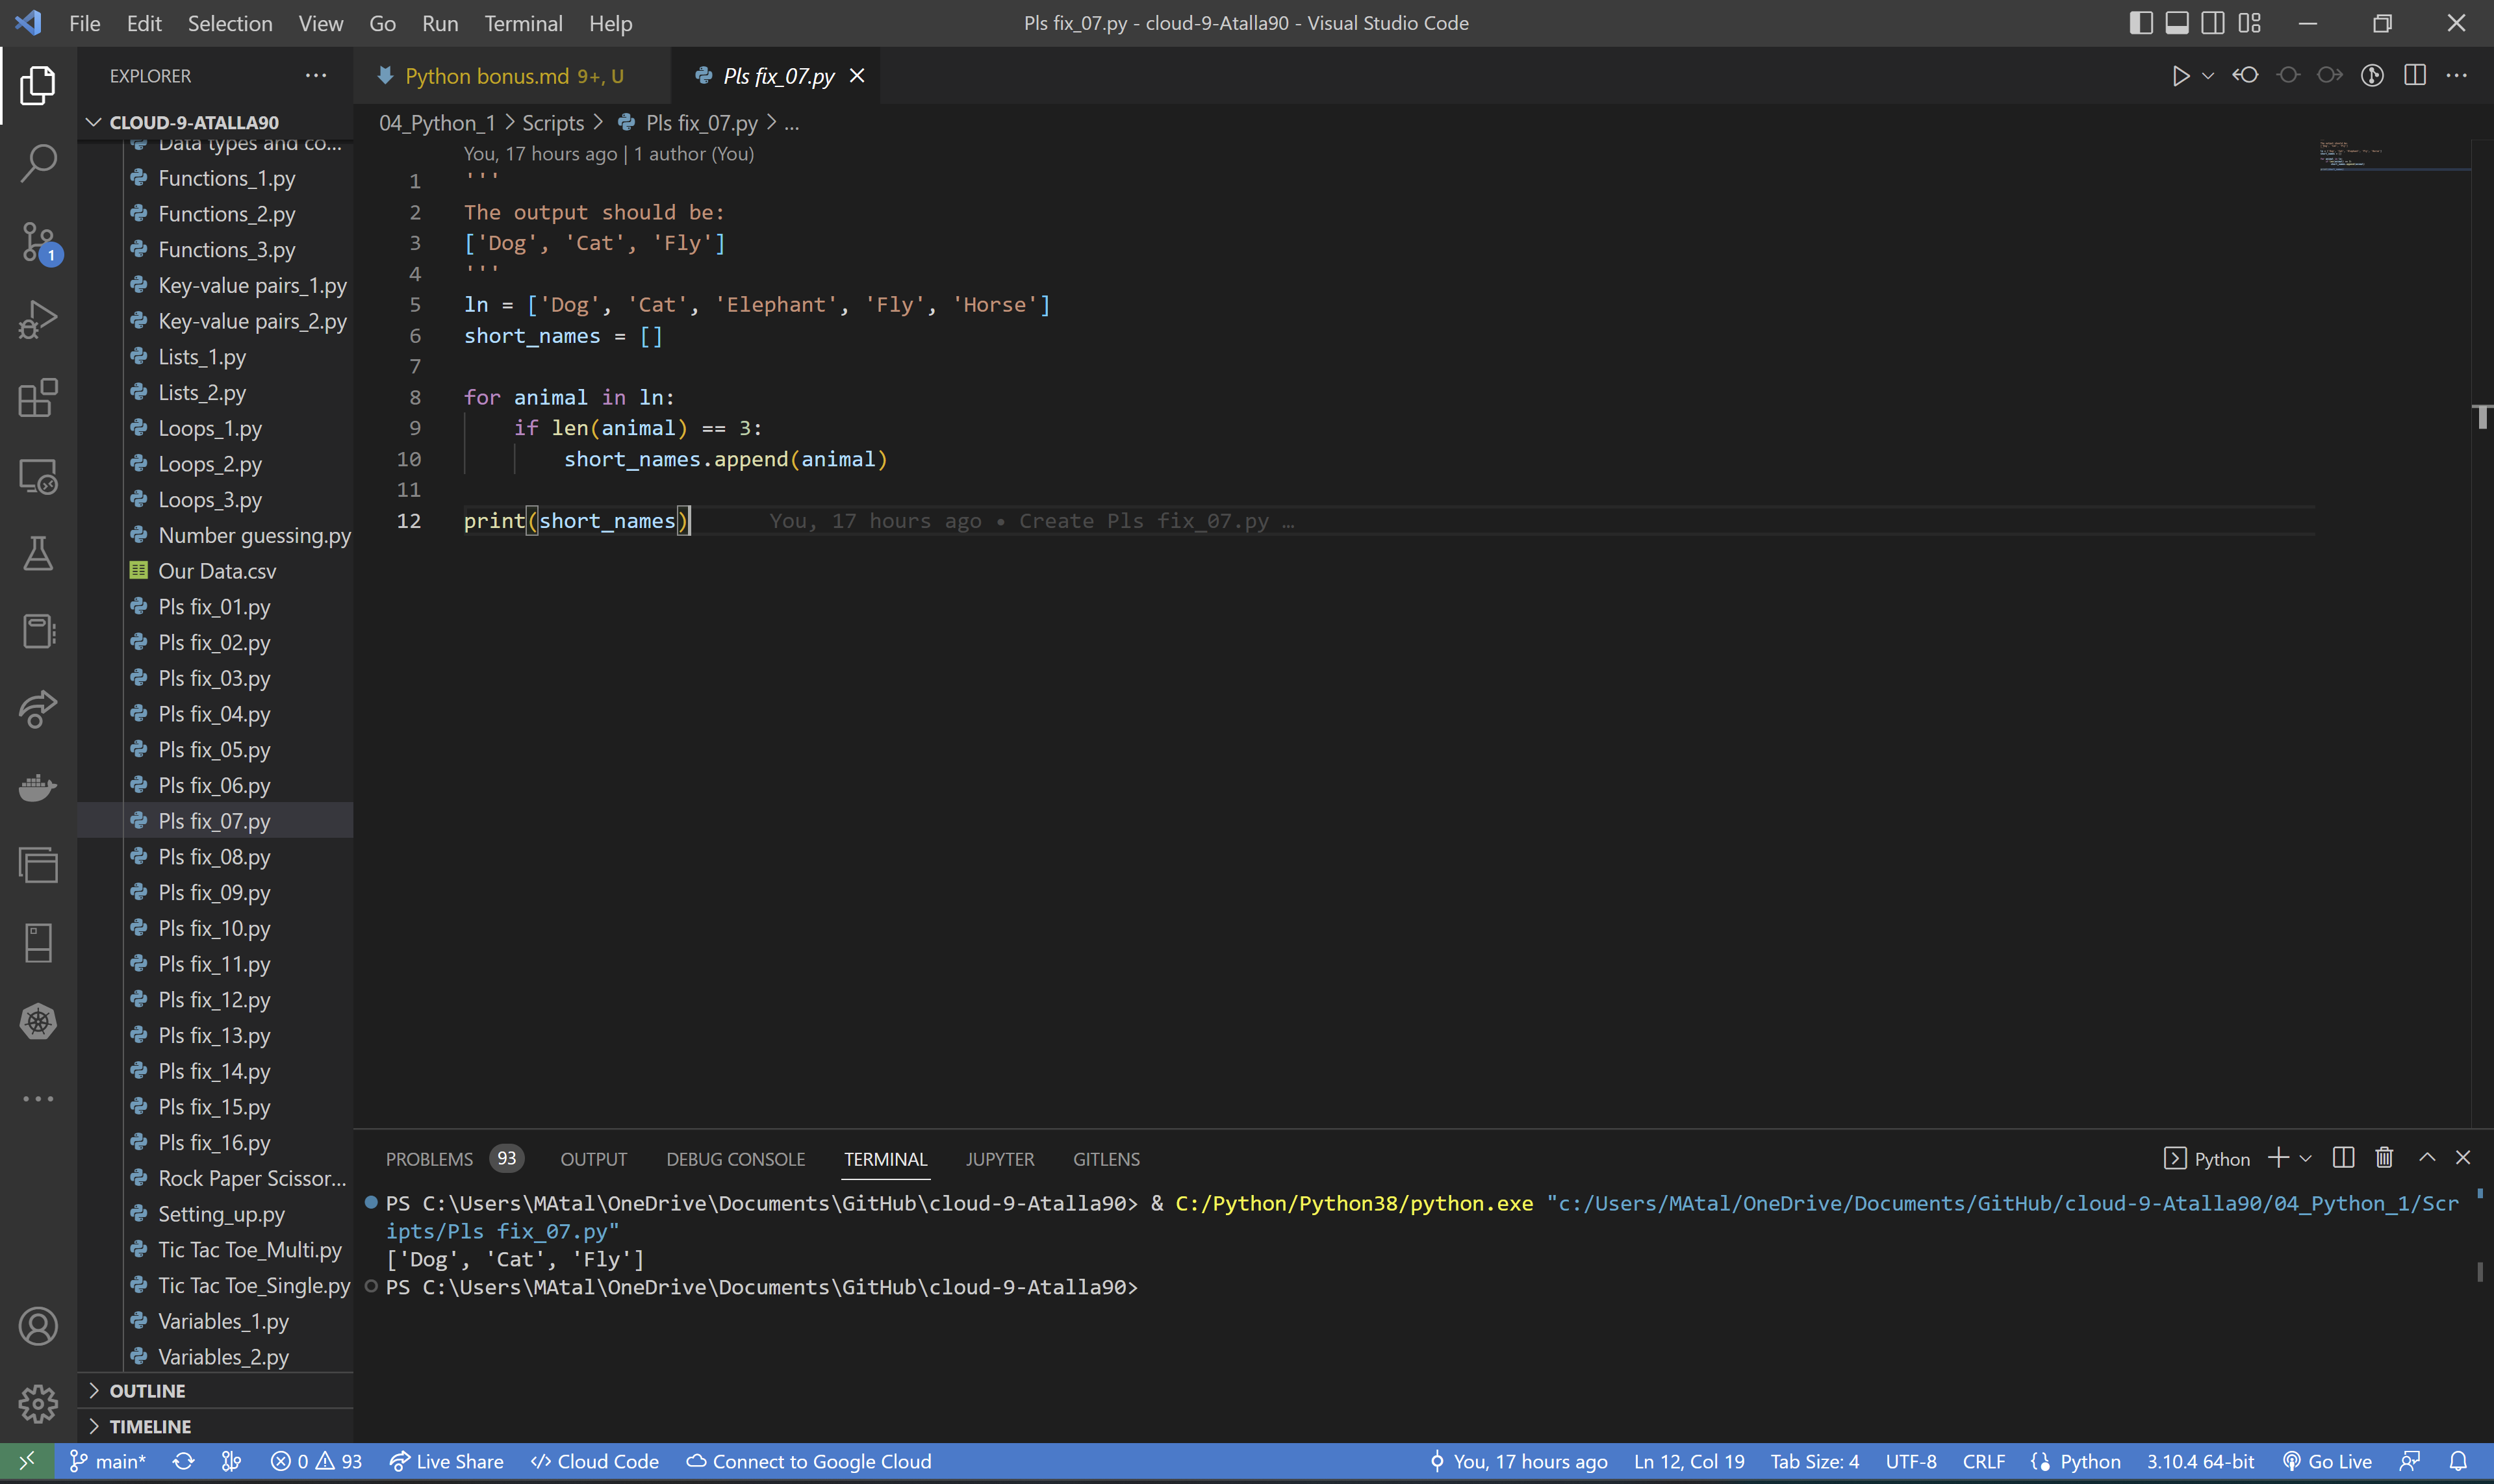 File Edit Selection View Go Run Terminal Help
Pls fix_07.py - cloud-9-Atalla90 - Visual Studio Code
EXPLORER
Python bonus.md 9+, U
Pls fix_07.py
CLOUD-9-ATALLA90
04_Python_1 > Scripts > Pls fix_07.py > ...
Data types and co...
Functions_1.py
Functions_2.py
Functions_3.py
Key-value pairs_1.py
Key-value pairs_2.py
Lists_1.py
Lists_2.py
Loops_1.py
Loops_2.py
Loops_3.py
Number guessing.py
Our Data.csv
Pls fix_01.py
Pls fix_02.py
Pls fix_03.py
Pls fix_04.py
Pls fix_05.py
Pls fix_06.py
Pls fix_07.py
Pls fix_08.py
Pls fix_09.py
Pls fix_10.py
Pls fix_11.py
Pls fix_12.py
Pls fix_13.py
Pls fix_14.py
Pls fix_15.py
Pls fix_16.py
Rock Paper Scissor...
Setting_up.py
Tic Tac Toe_Multi.py
Tic Tac Toe_Single.py
Variables_1.py
Variables_2.py
OUTLINE
TIMELINE
1
You, 17 hours ago | 1 author (You)
1 '''
2 The output should be:
3 ['Dog', 'Cat', 'Fly']
4 '''
5 ln = ['Dog', 'Cat', 'Elephant', 'Fly', 'Horse']
6 short_names = []
7
8 for animal in ln:
9 if len(animal) == 3:
10 short_names.append(animal)
11
12 print(short_names) You, 17 hours ago • Create Pls fix_07.py …
PROBLEMS 93 OUTPUT DEBUG CONSOLE TERMINAL JUPYTER GITLENS
Python
PS C:\Users\MAtal\OneDrive\Documents\GitHub\cloud-9-Atalla90> & C:/Python/Python38/python.exe "c:/Users/MAtal/OneDrive/Documents/GitHub/cloud-9-Atalla90/04_Python_1/Scr
ipts/Pls fix_07.py"
['Dog', 'Cat', 'Fly']
PS C:\Users\MAtal\OneDrive\Documents\GitHub\cloud-9-Atalla90>
main* 0 93 Live Share Cloud Code Connect to Google Cloud
You, 17 hours ago Ln 12, Col 19 Tab Size: 4 UTF-8 CRLF Python 3.10.4 64-bit Go Live